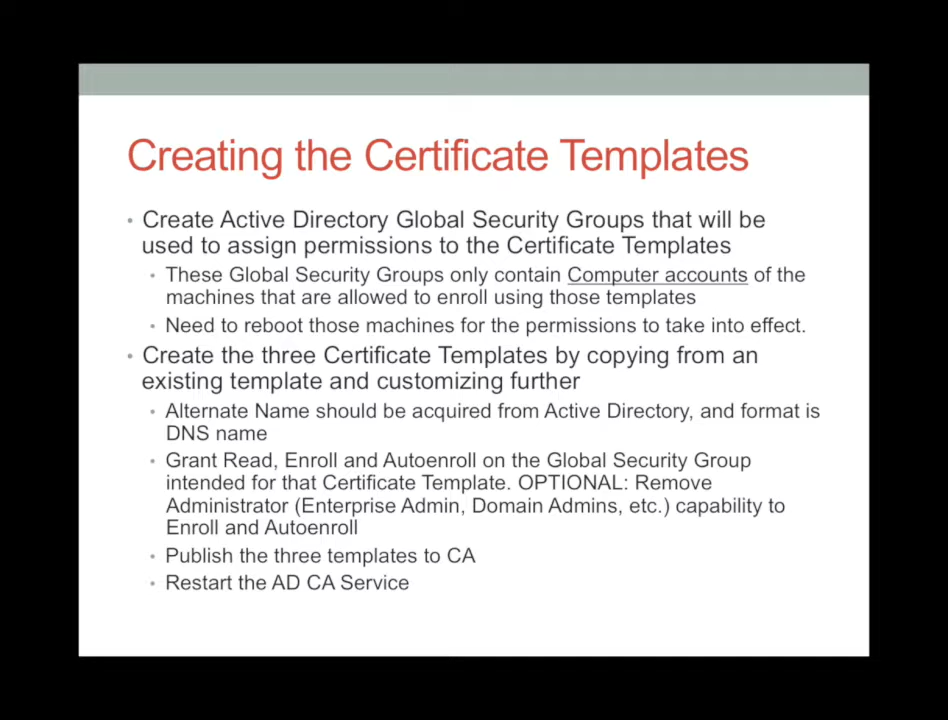 Creating the Certificate Templates
• Create Active Directory Global Security Groups that will be
used to assign permissions to the Certificate Templates
• These Global Security Groups only contain Computer accounts of the
machines that are allowed to enroll using those templates
• Need to reboot those machines for the permissions to take into effect.
• Create the three Certificate Templates by copying from an
existing template and customizing further
• Alternate Name should be acquired from Active Directory, and format is
DNS name
• Grant Read, Enroll and Autoenroll on the Global Security Group
intended for that Certificate Template. OPTIONAL: Remove
Administrator (Enterprise Admin, Domain Admins, etc.) capability to
Enroll and Autoenroll
• Publish the three templates to CA
• Restart the AD CA Service